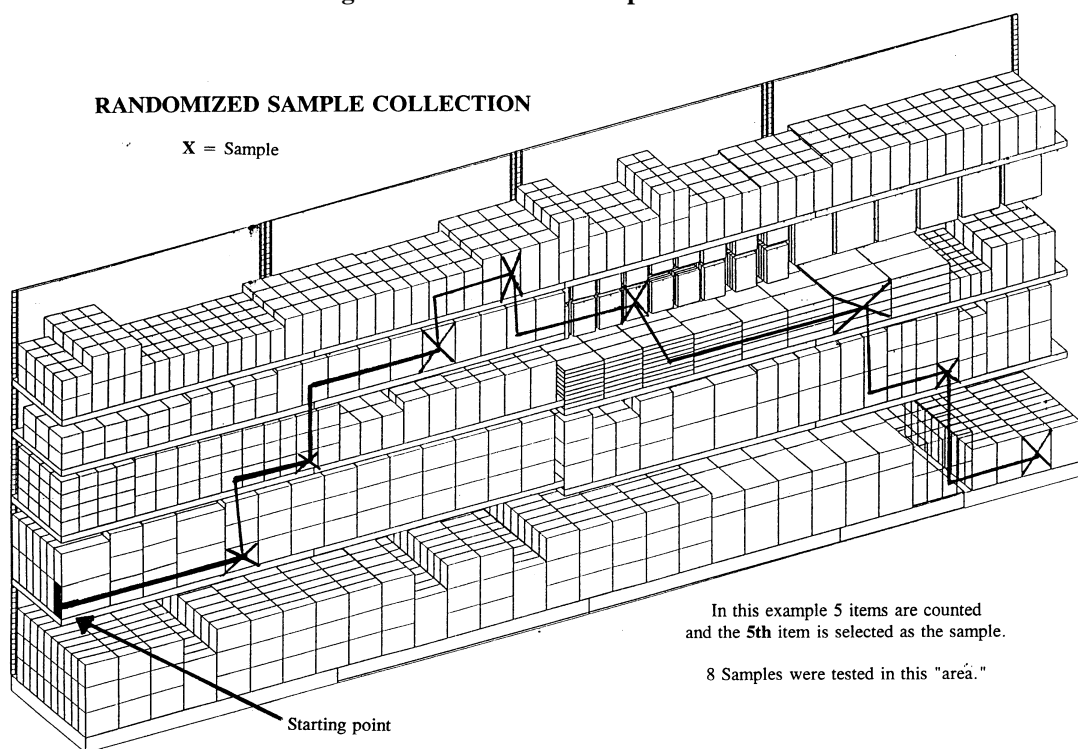 RANDOMIZED SAMPLE COLLECTION
X = Sample
In this example 5 items are counted
and the 5th item is selected as the sample.
8 Samples were tested in this "area."
Starting point